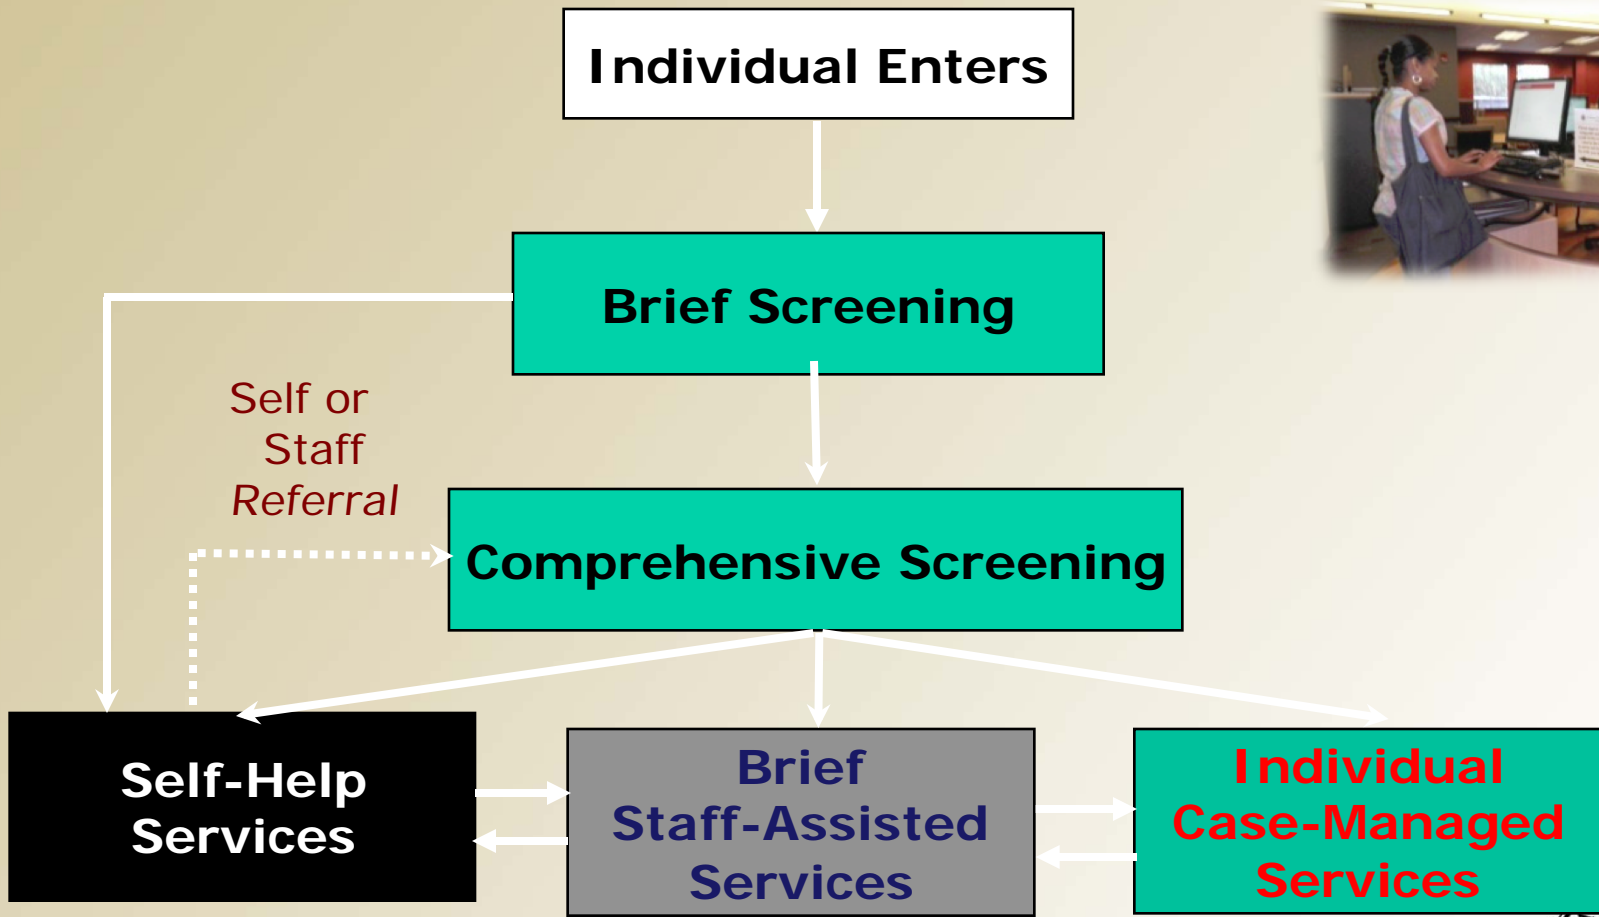 Individual Enters
Brief Screening
Self or
Staff
Referral
Comprehensive Screening
Self-Help
Services
Brief
Staff-Assisted
Services
Individual
Case-Managed
Services